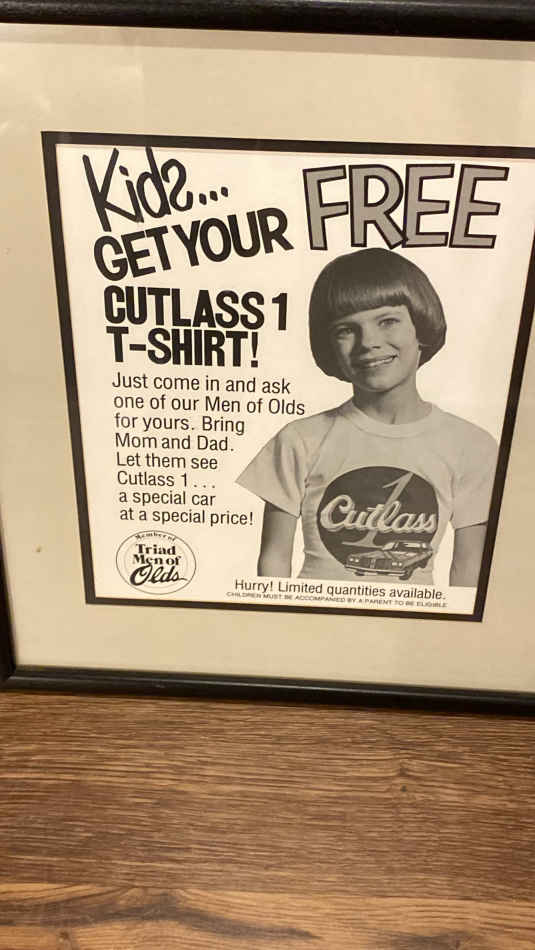 Kids...
GET YOUR
FREE
CUTLASS 1
T-SHIRT!
Just come in and ask
one of our Men of Olds
for yours. Bring
Mom and Dad.
Let them see
Cutlass 1...
a special car
at a special price!
1
Cutlass
Member of
Triad
Men of
Olds
Hurry! Limited quantities available.
CHILDREN MUST BE ACCOMPANIED BY A PARENT TO BE ELIGIBLE